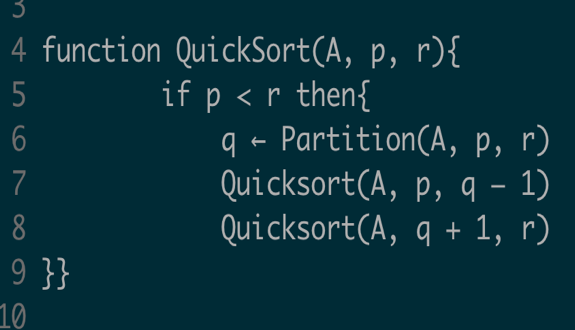 3
4 function QuickSort(A, p, r){
5 if p < r then{
6 q ← Partition(A, p, r)
7 Quicksort(A, p, q – 1)
8 Quicksort(A, q + 1, r)
9 }}
10